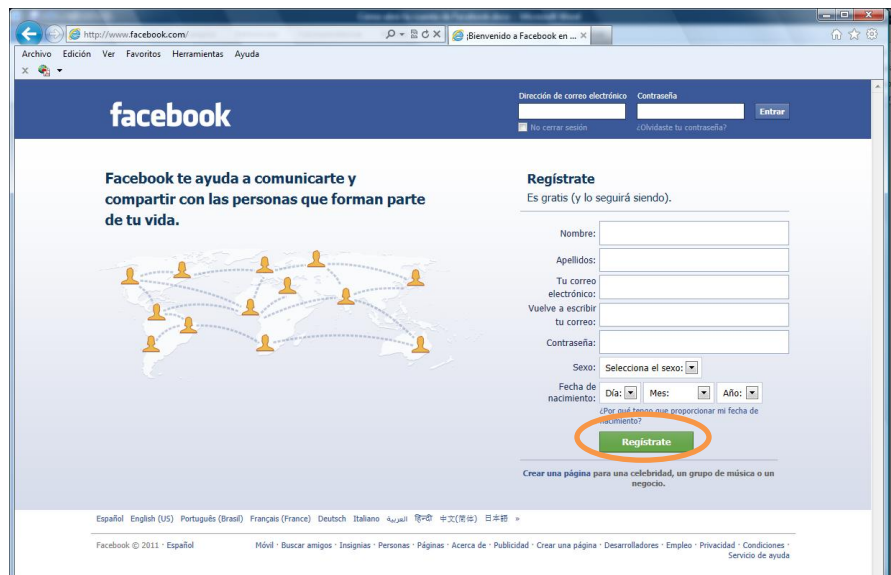 http://www.facebook.com/
¡Bienvenido a Facebook en ...
Archivo Edición Ver Favoritos Herramientas Ayuda
facebook
Dirección de correo electrónico Contraseña
Entrar
No cerrar sesión ¿Olvidaste tu contraseña?
Facebook te ayuda a comunicarte y
compartir con las personas que forman parte
de tu vida.
Regístrate
Es gratis (y lo seguirá siendo).
Nombre:
Apellidos:
Tu correo
electrónico:
Vuelve a escribir
tu correo:
Contraseña:
Sexo: Selecciona el sexo:
Fecha de
nacimiento: Día: Mes: Año:
¿Por qué tengo que proporcionar mi fecha de
nacimiento?
Regístrate
Crear una página para una celebridad, un grupo de música o un
negocio.
Español English (US) Português (Brasil) Français (France) Deutsch Italiano العربية हिन्दी 中文(简体) 日本語 »
Facebook © 2011 · Español
Móvil · Buscar amigos · Insignias · Personas · Páginas · Acerca de · Publicidad · Crear una página · Desarrolladores · Empleo · Privacidad · Condiciones ·
Servicio de ayuda